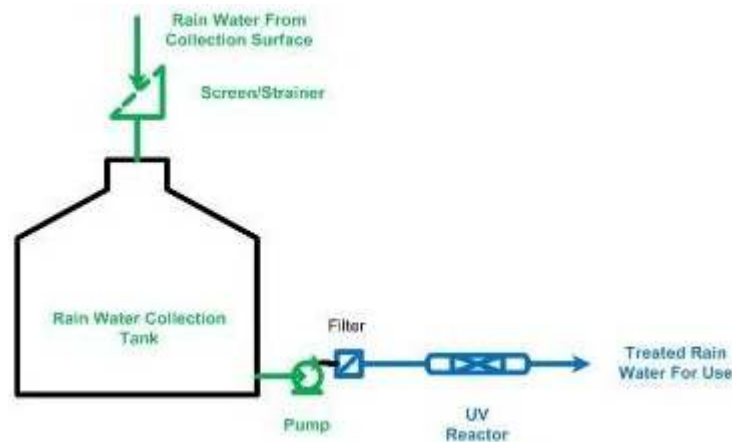 Rain Water From
Collection Surface
Screen/Strainer
Rain Water Collection
Tank
Filter
Pump
UV
Reactor
Treated Rain
Water For Use